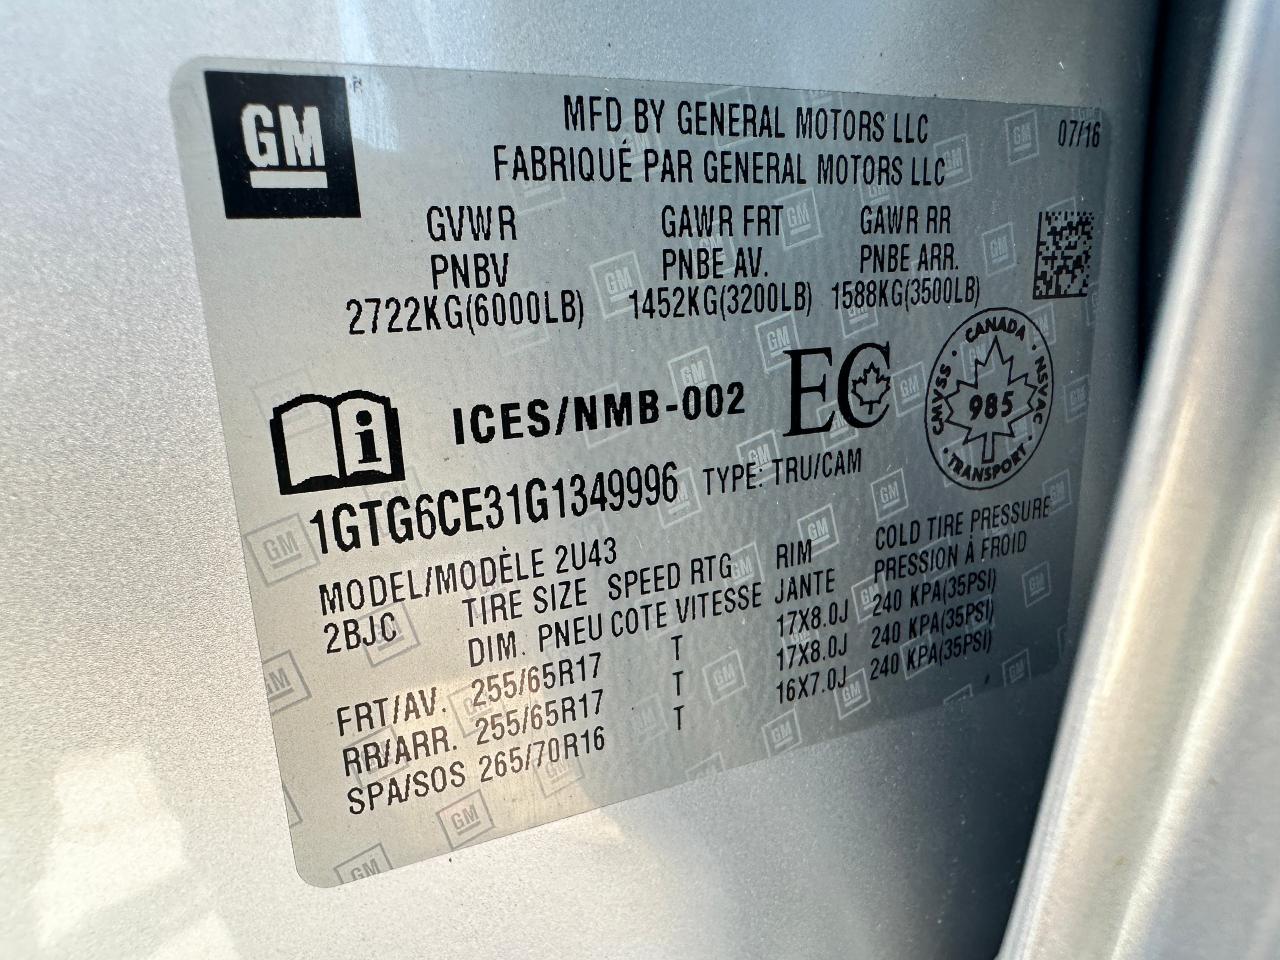 GM
MFD BY GENERAL MOTORS LLC 07/16
FABRIQUÉ PAR GENERAL MOTORS LLC
GVWR GAWR FRT GAWR RR
PNBV PNBE AV. PNBE ARR.
2722KG(6000LB) 1452KG(3200LB) 1588KG(3500LB)
ICES/NMB-002 EC
CANADA · NSVAC · TRANSPORT · CMVSS ·
985
1GTG6CE31G1349996 TYPE: TRU/CAM
MODEL/MODÈLE 2U43
2BJC
TIRE SIZE SPEED RTG RIM COLD TIRE PRESSURE
DIM. PNEU COTE VITESSE JANTE PRESSION À FROID
FRT/AV. 255/65R17 T 17X8.0J 240 KPA(35PSI)
RR/ARR. 255/65R17 T 17X8.0J 240 KPA(35PSI)
SPA/SOS 265/70R16 T 16X7.0J 240 KPA(35PSI)